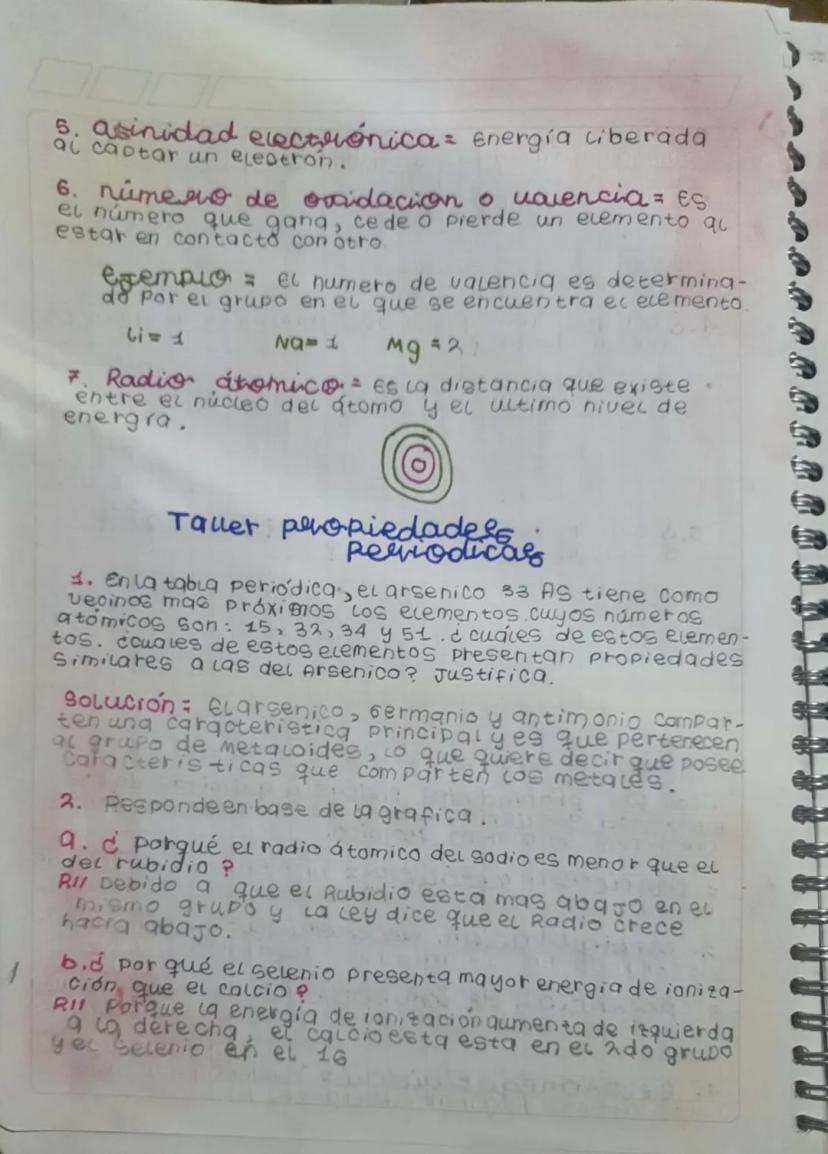 5. afinidad electrónica = Energía liberada
al captar un electrón.
6. número de oxidacion o valencia = Es
el número que gana, cede o pierde un elemento al
estar en contacto con otro
ejemplo = el numero de valencia es determina-
do por el grupo en el que se encuentra el elemento.
Li = 1 Na = 1 Mg = 2
7. Radio átomico. = Es la distancia que existe
entre el núcleo del átomo y el ultimo nivel de
energía.
Taller propiedades
Periodicas
1. En la tabla periódica, el arsenico 33 AS tiene como
vecinos mas próximos los elementos cuyos números
atómicos son: 15, 32, 34 y 51. ¿cuales de estos elemen-
tos. ¿cuales de estos elementos presentan propiedades
similares a las del Arsenico? Justifica.
Solución = El arsenico, Germanio y antimonio compar-
ten una caracteristica principal y es que pertenecen
al grupo de metaloides, lo que quiere decir que posee
caracteristicas que comparten los metales.
2. Responde en base de la grafica.
a. ¿ porqué el radio átomico del sodio es menor que el
del rubidio?
R// Debido a que el Rubidio esta mas abajo en el
mismo grupo y la ley dice que el Radio crece
hacia abajo.
b. ¿ por qué el selenio presenta mayor energia de ioniza-
ción que el calcio?
R// Porque la energía de ionización aumenta de izquierda
a la derecha, el calcio esta esta en el 2do grupo
y el selenio en el 16